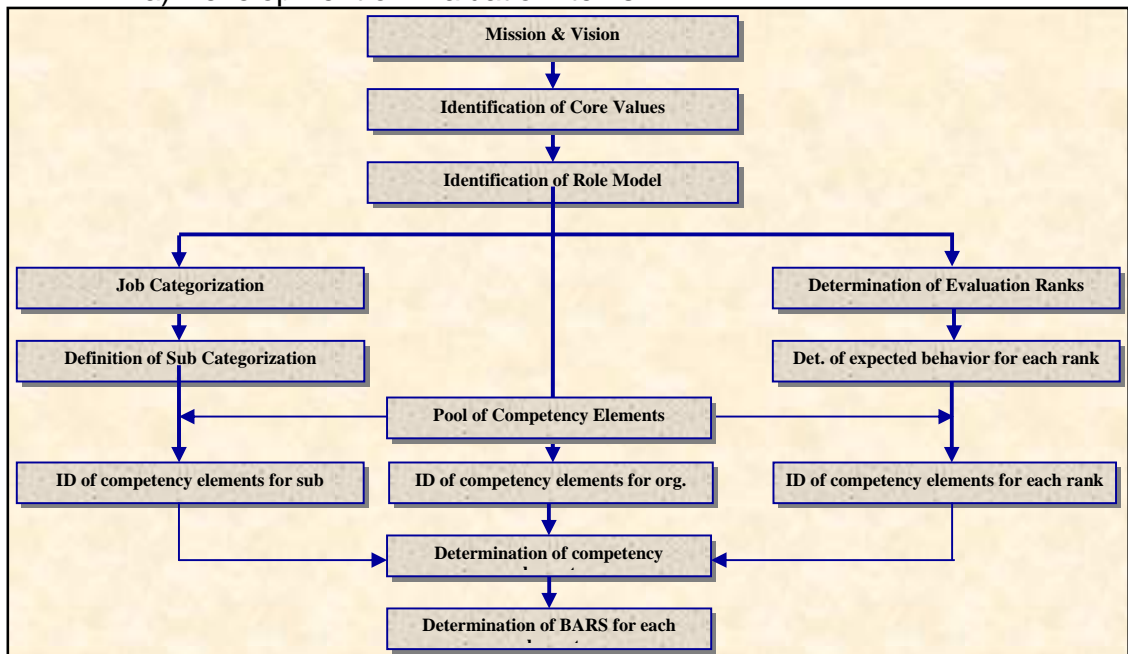 Mission & Vision
Identification of Core Values
Identification of Role Model
Job Categorization
Determination of Evaluation Ranks
Definition of Sub Categorization
Det. of expected behavior for each rank
Pool of Competency Elements
ID of competency elements for sub
ID of competency elements for org.
ID of competency elements for each rank
Determination of competency
Determination of BARS for each